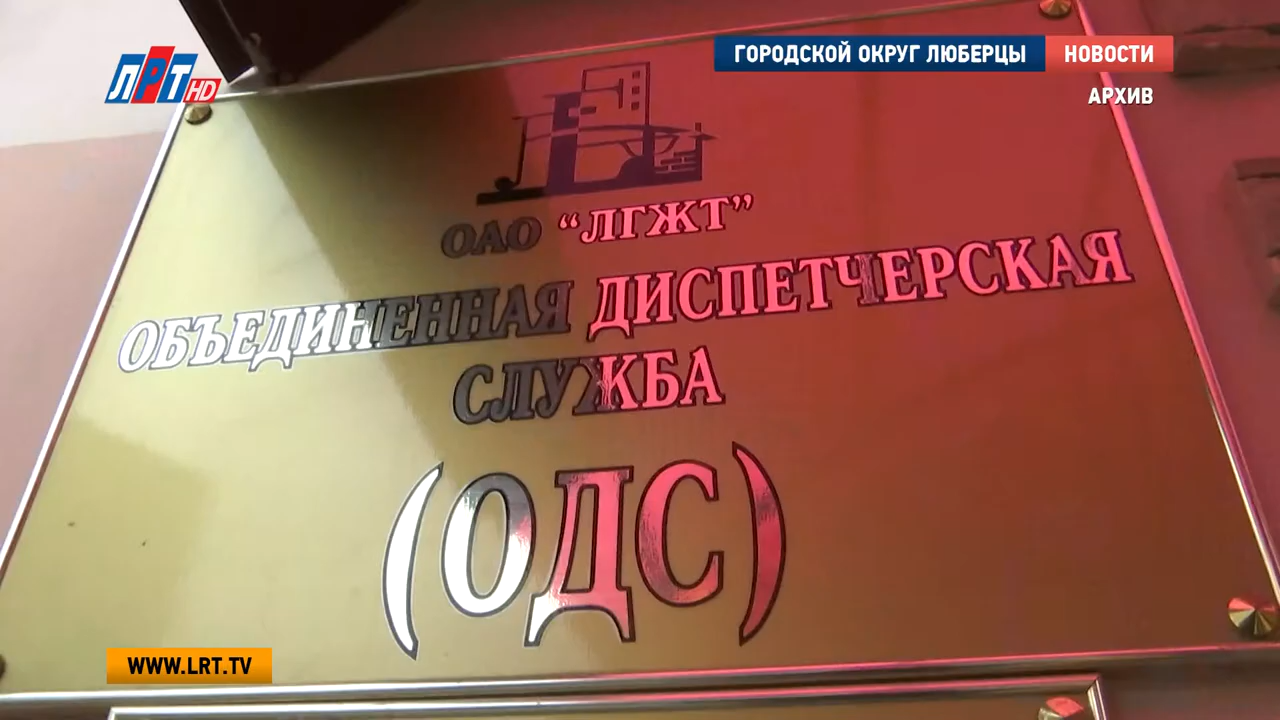 ЛРТ HD
ГОРОДСКОЙ ОКРУГ ЛЮБЕРЦЫ НОВОСТИ
АРХИВ
ОАО “ЛГЖТ”
ОБЪЕДИНЕННАЯ ДИСПЕТЧЕРСКАЯ
СЛУЖБА
(ОДС)
WWW.LRT.TV